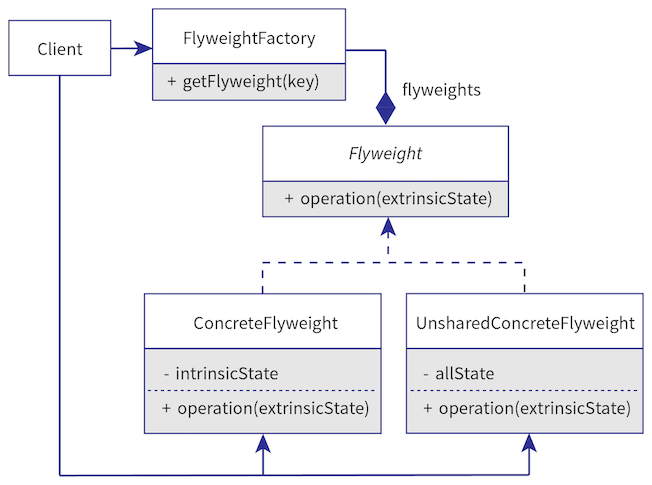 Client
FlyweightFactory
+ getFlyweight(key)
flyweights
Flyweight
+ operation(extrinsicState)
ConcreteFlyweight
- intrinsicState
+ operation(extrinsicState)
UnsharedConcreteFlyweight
- allState
+ operation(extrinsicState)